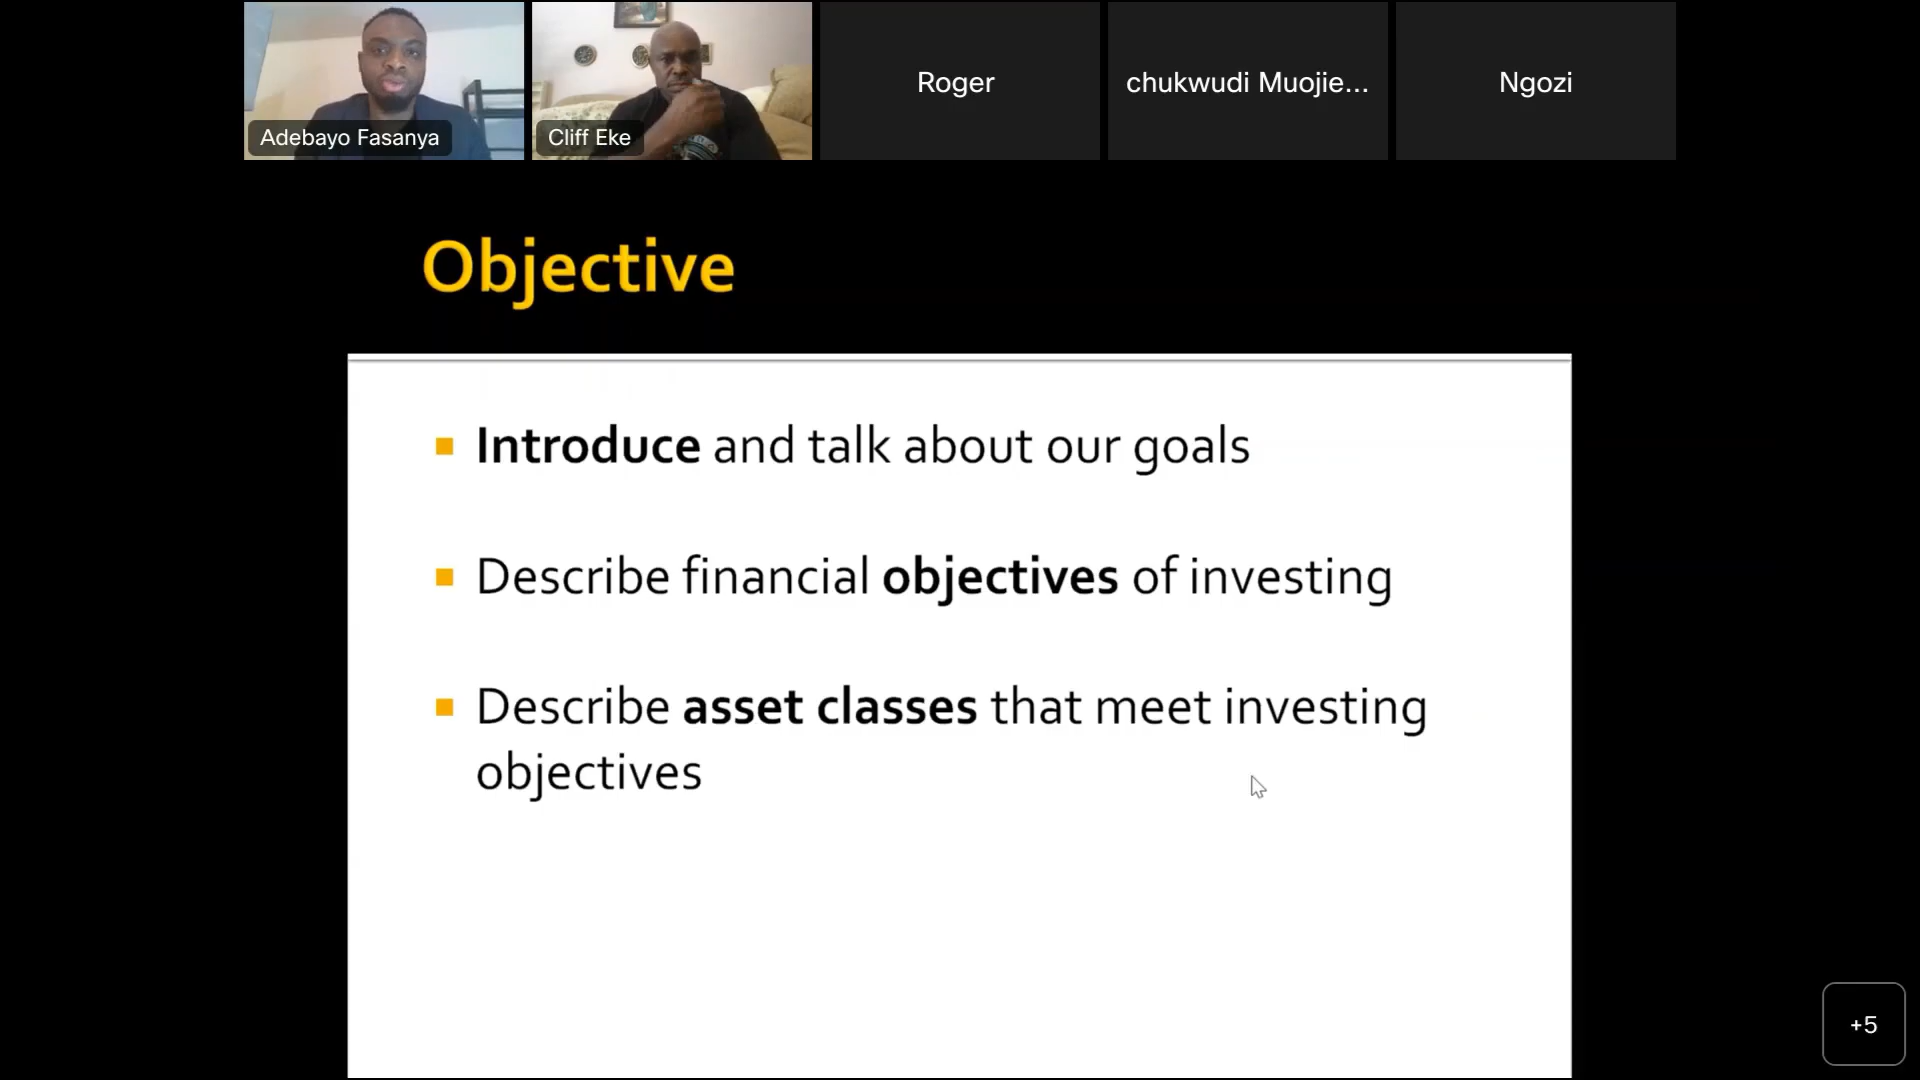 Adebayo Fasanya
Cliff Eke
Roger
chukwudi Muojie...
Ngozi
Objective
Introduce and talk about our goals
Describe financial objectives of investing
Describe asset classes that meet investing
objectives
+5